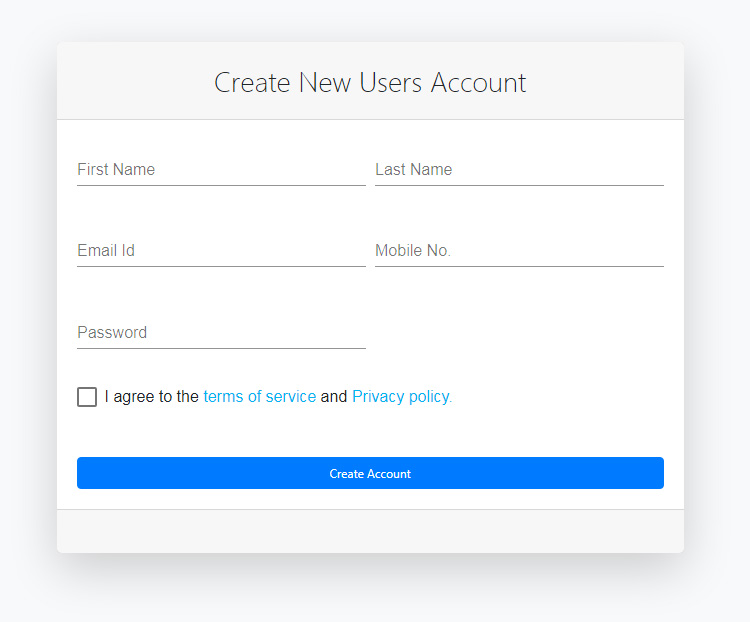 Create New Users Account
First Name
Last Name
Email Id
Mobile No.
Password
I agree to the terms of service and Privacy policy.
Create Account